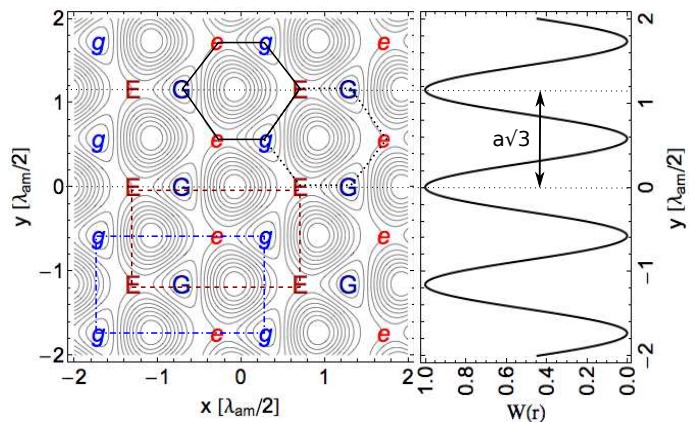 2 g e g e 2
E G E G
1 a√3 1
g e g e
0 E G E G 0
g e g e
−1 −1
E G E G
g e g e
−2 −2
y [λam/2]
−2 −1 0 1 2
x [λam/2]
1.0 0.8 0.6 0.4 0.2 0.0
W(r)
y [λam/2]